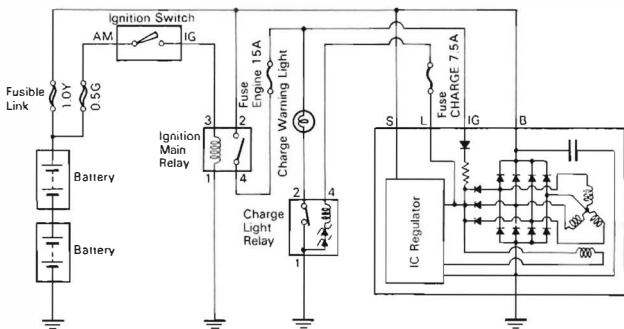 Ignition Switch
AM
IG
Fusible
Link
1.0Y
0.5G
Battery
Battery
3
2
Ignition
Main
Relay
1
4
Fuse
Engine 15A
Charge Warning Light
2
4
Charge
Light
Relay
1
Fuse
CHARGE 7.5A
S
L
IG
B
IC Regulator